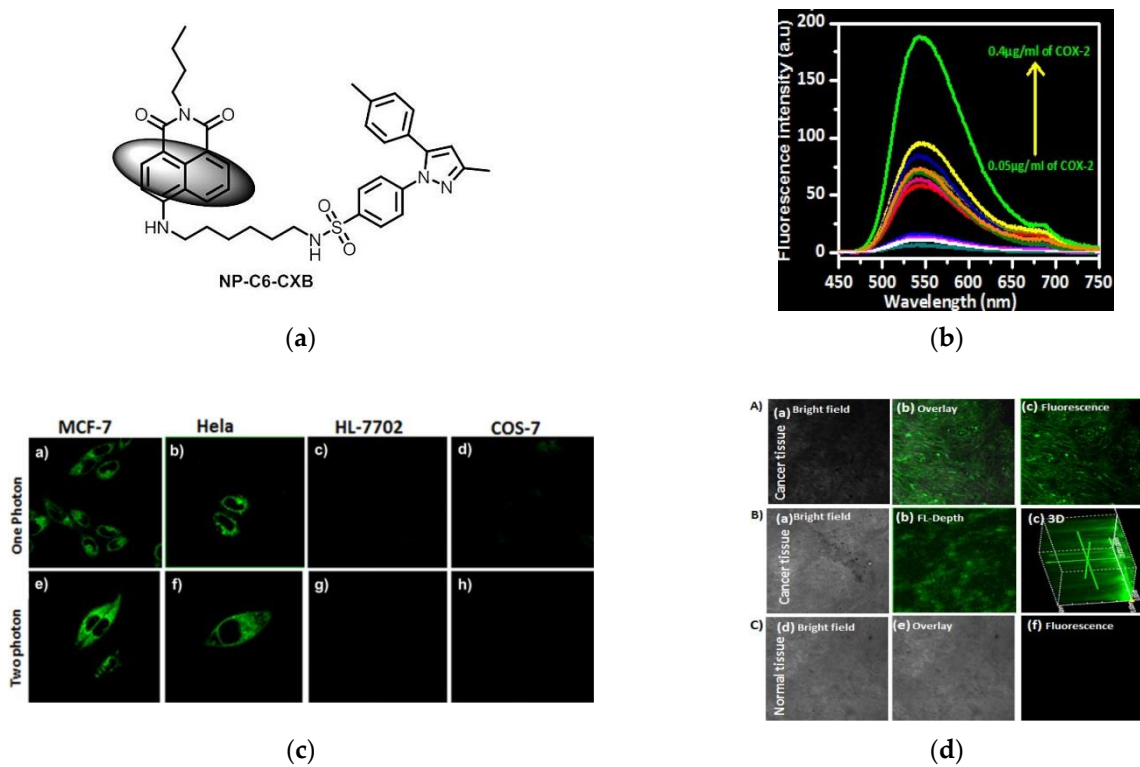 N
O
O
HN
N
H
S
O
O
N
N
NP-C6-CXB
(a)
Fluorescence intensity (a.u)
200
150
100
50
0
0.4µg/ml of COX-2
0.05µg/ml of COX-2
450 500 550 600 650 700 750
Wavelength (nm)
(b)
MCF-7 Hela HL-7702 COS-7
One Photon
a) b) c) d)
Two photon
e) f) g) h)
(c)
A) (a) Bright field (b) Overlay (c) Fluorescence
Cancer tissue
B) (a) Bright field (b) FL-Depth (c) 3D
Cancer tissue
C) (d) Bright field (e) Overlay (f) Fluorescence
Normal tissue
(d)